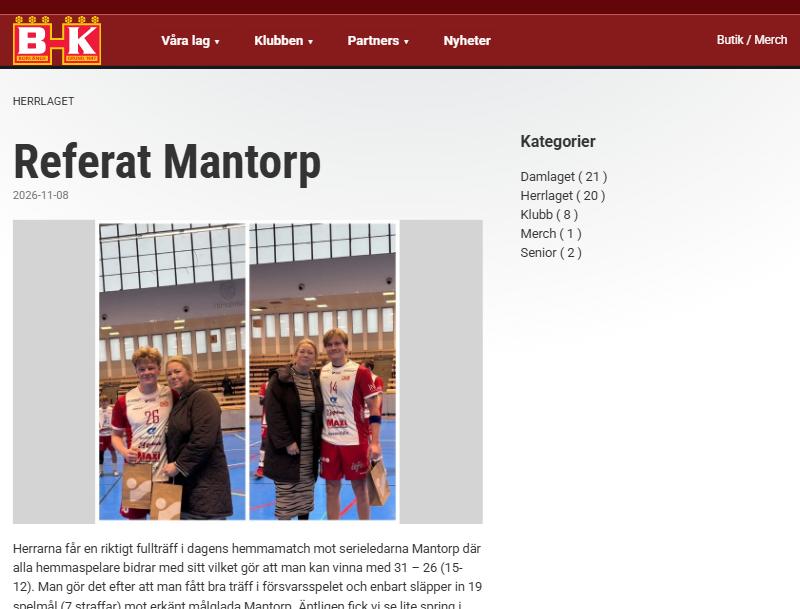 B K
Våra lag ▾ Klubben ▾ Partners ▾ Nyheter Butik / Merch
HERRLAGET
Referat Mantorp
2026-11-08
Kategorier
Damlaget ( 21 )
Herrlaget ( 20 )
Klubb ( 8 )
Merch ( 1 )
Senior ( 2 )
26
MAXI
14
MAXI
Herrarna får en riktigt fullträff i dagens hemmamatch mot serieledarna Mantorp där
alla hemmaspelare bidrar med sitt vilket gör att man kan vinna med 31 – 26 (15-
12). Man gör det efter att man fått bra träff i försvarsspelet och enbart släpper in 19
spelmål (7 straffar) mot erkänt målglada Mantorp. Äntligen fick vi se lite spring i